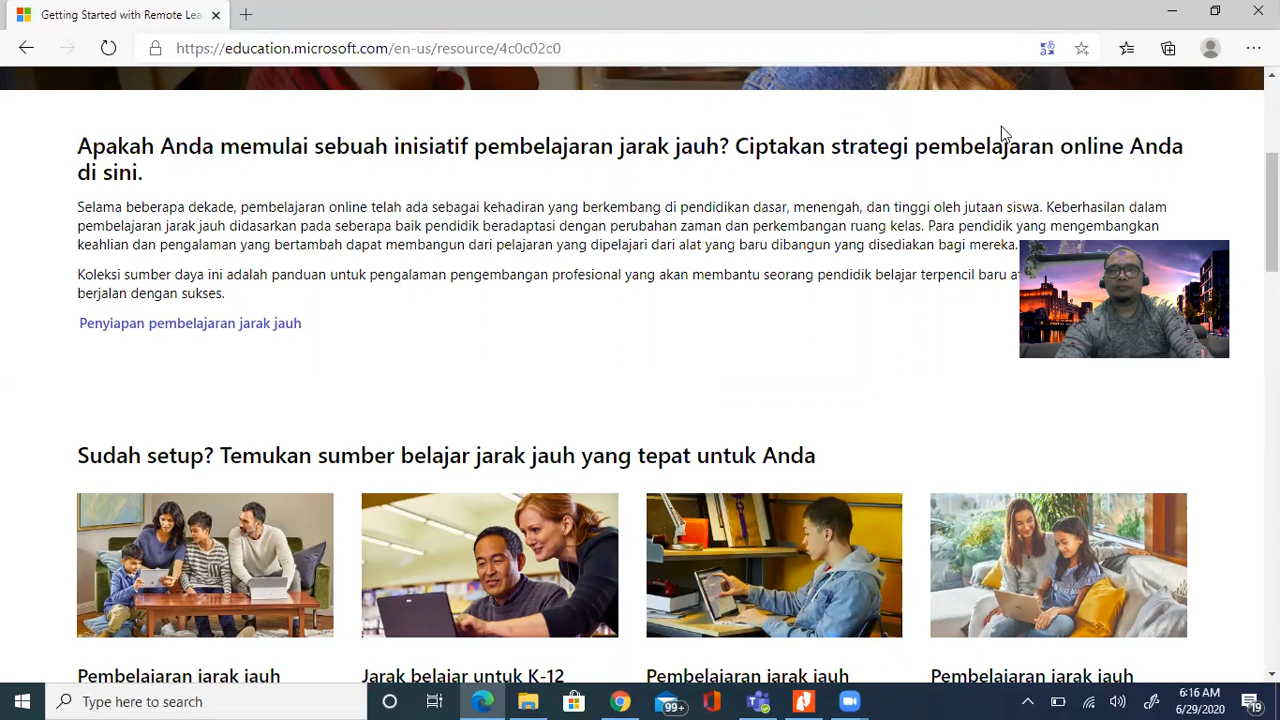 Getting Started with Remote Lea
https://education.microsoft.com/en-us/resource/4c0c02c0
Apakah Anda memulai sebuah inisiatif pembelajaran jarak jauh? Ciptakan strategi pembelajaran online Anda
di sini.
Selama beberapa dekade, pembelajaran online telah ada sebagai kehadiran yang berkembang di pendidikan dasar, menengah, dan tinggi oleh jutaan siswa. Keberhasilan dalam
pembelajaran jarak jauh didasarkan pada seberapa baik pendidik beradaptasi dengan perubahan zaman dan perkembangan ruang kelas. Para pendidik yang mengembangkan
keahlian dan pengalaman yang bertambah dapat membangun dari pelajaran yang dipelajari dari alat yang baru dibangun yang disediakan bagi mereka.
Koleksi sumber daya ini adalah panduan untuk pengalaman pengembangan profesional yang akan membantu seorang pendidik belajar terpencil baru
berjalan dengan sukses.
Penyiapan pembelajaran jarak jauh
Sudah setup? Temukan sumber belajar jarak jauh yang tepat untuk Anda
Pembelajaran jarak jauh
Jarak belajar untuk K-12
Pembelajaran jarak jauh
Pembelajaran jarak jauh
Type here to search
99+
6:16 AM
6/29/2020
19